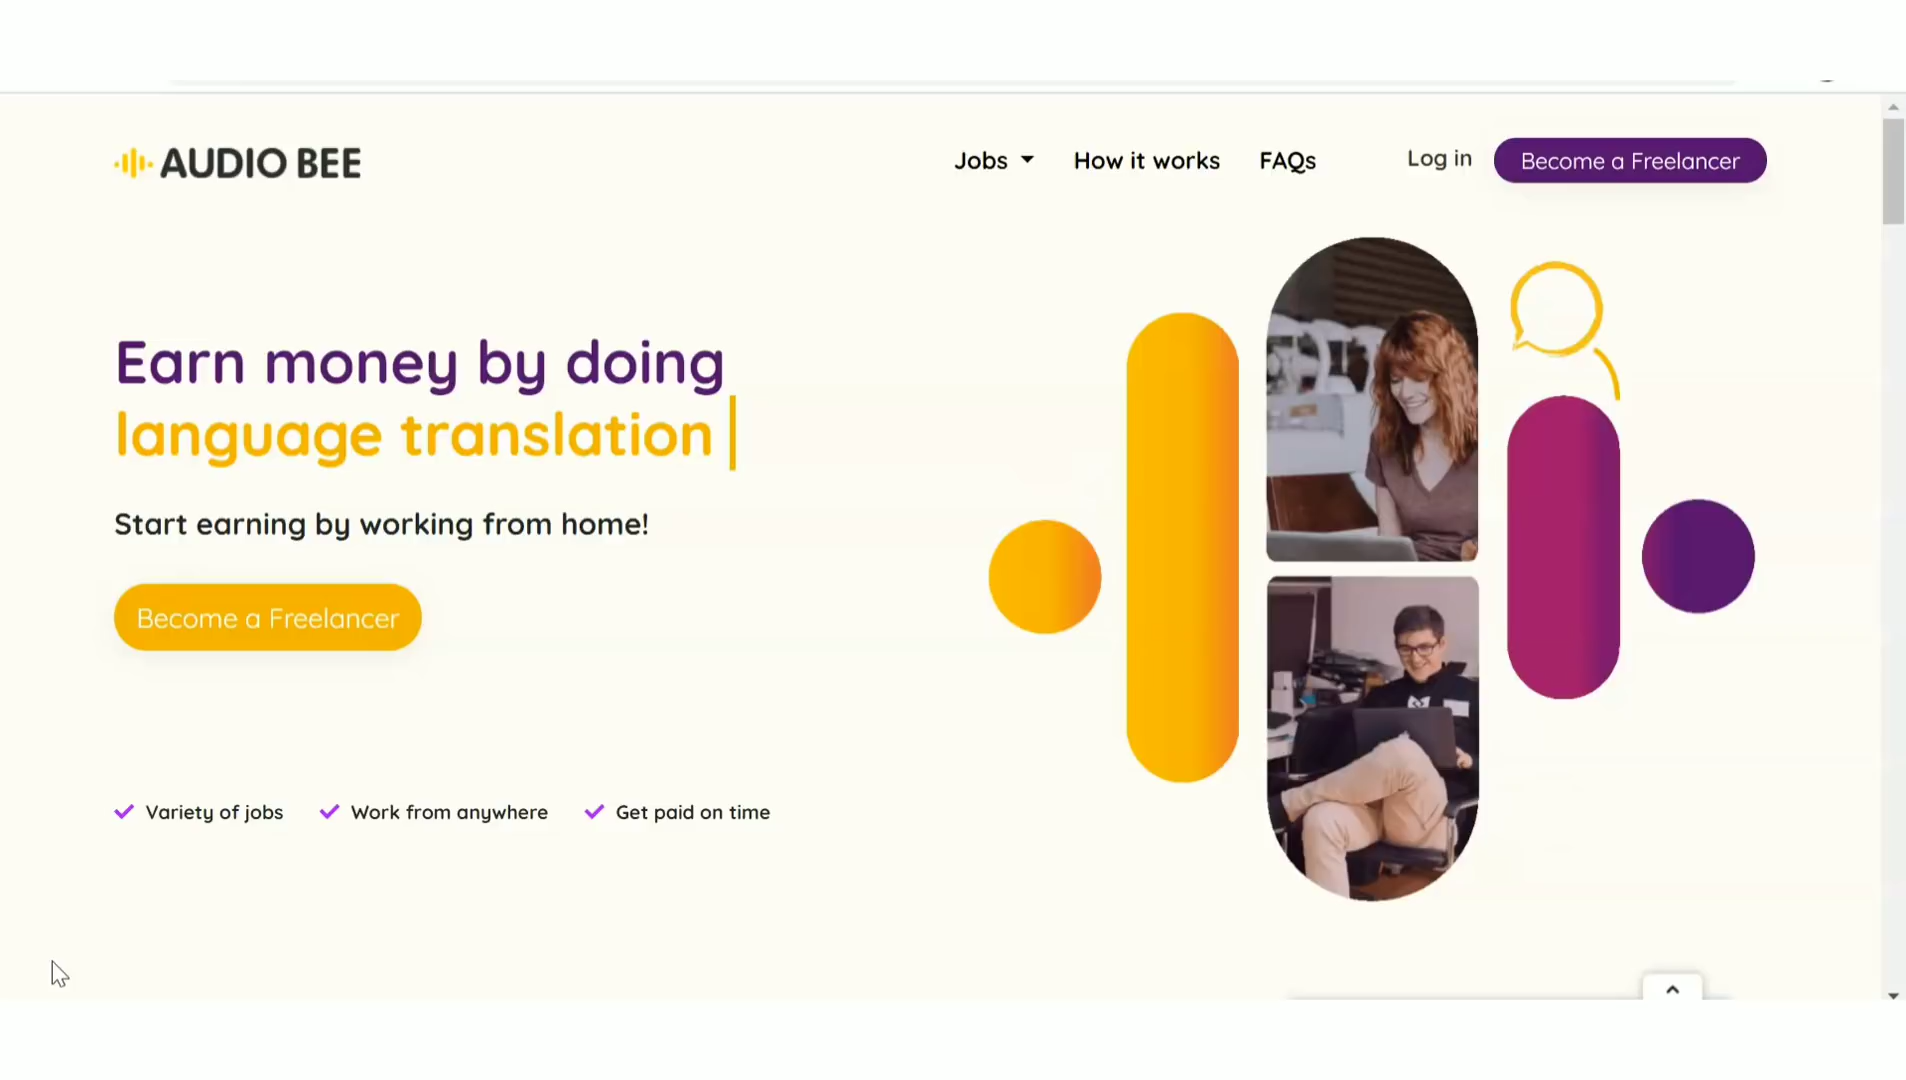 AUDIO BEE
Jobs
How it works
FAQs
Log in
Become a Freelancer
Earn money by doing
language translation
Start earning by working from home!
Become a Freelancer
Variety of jobs
Work from anywhere
Get paid on time